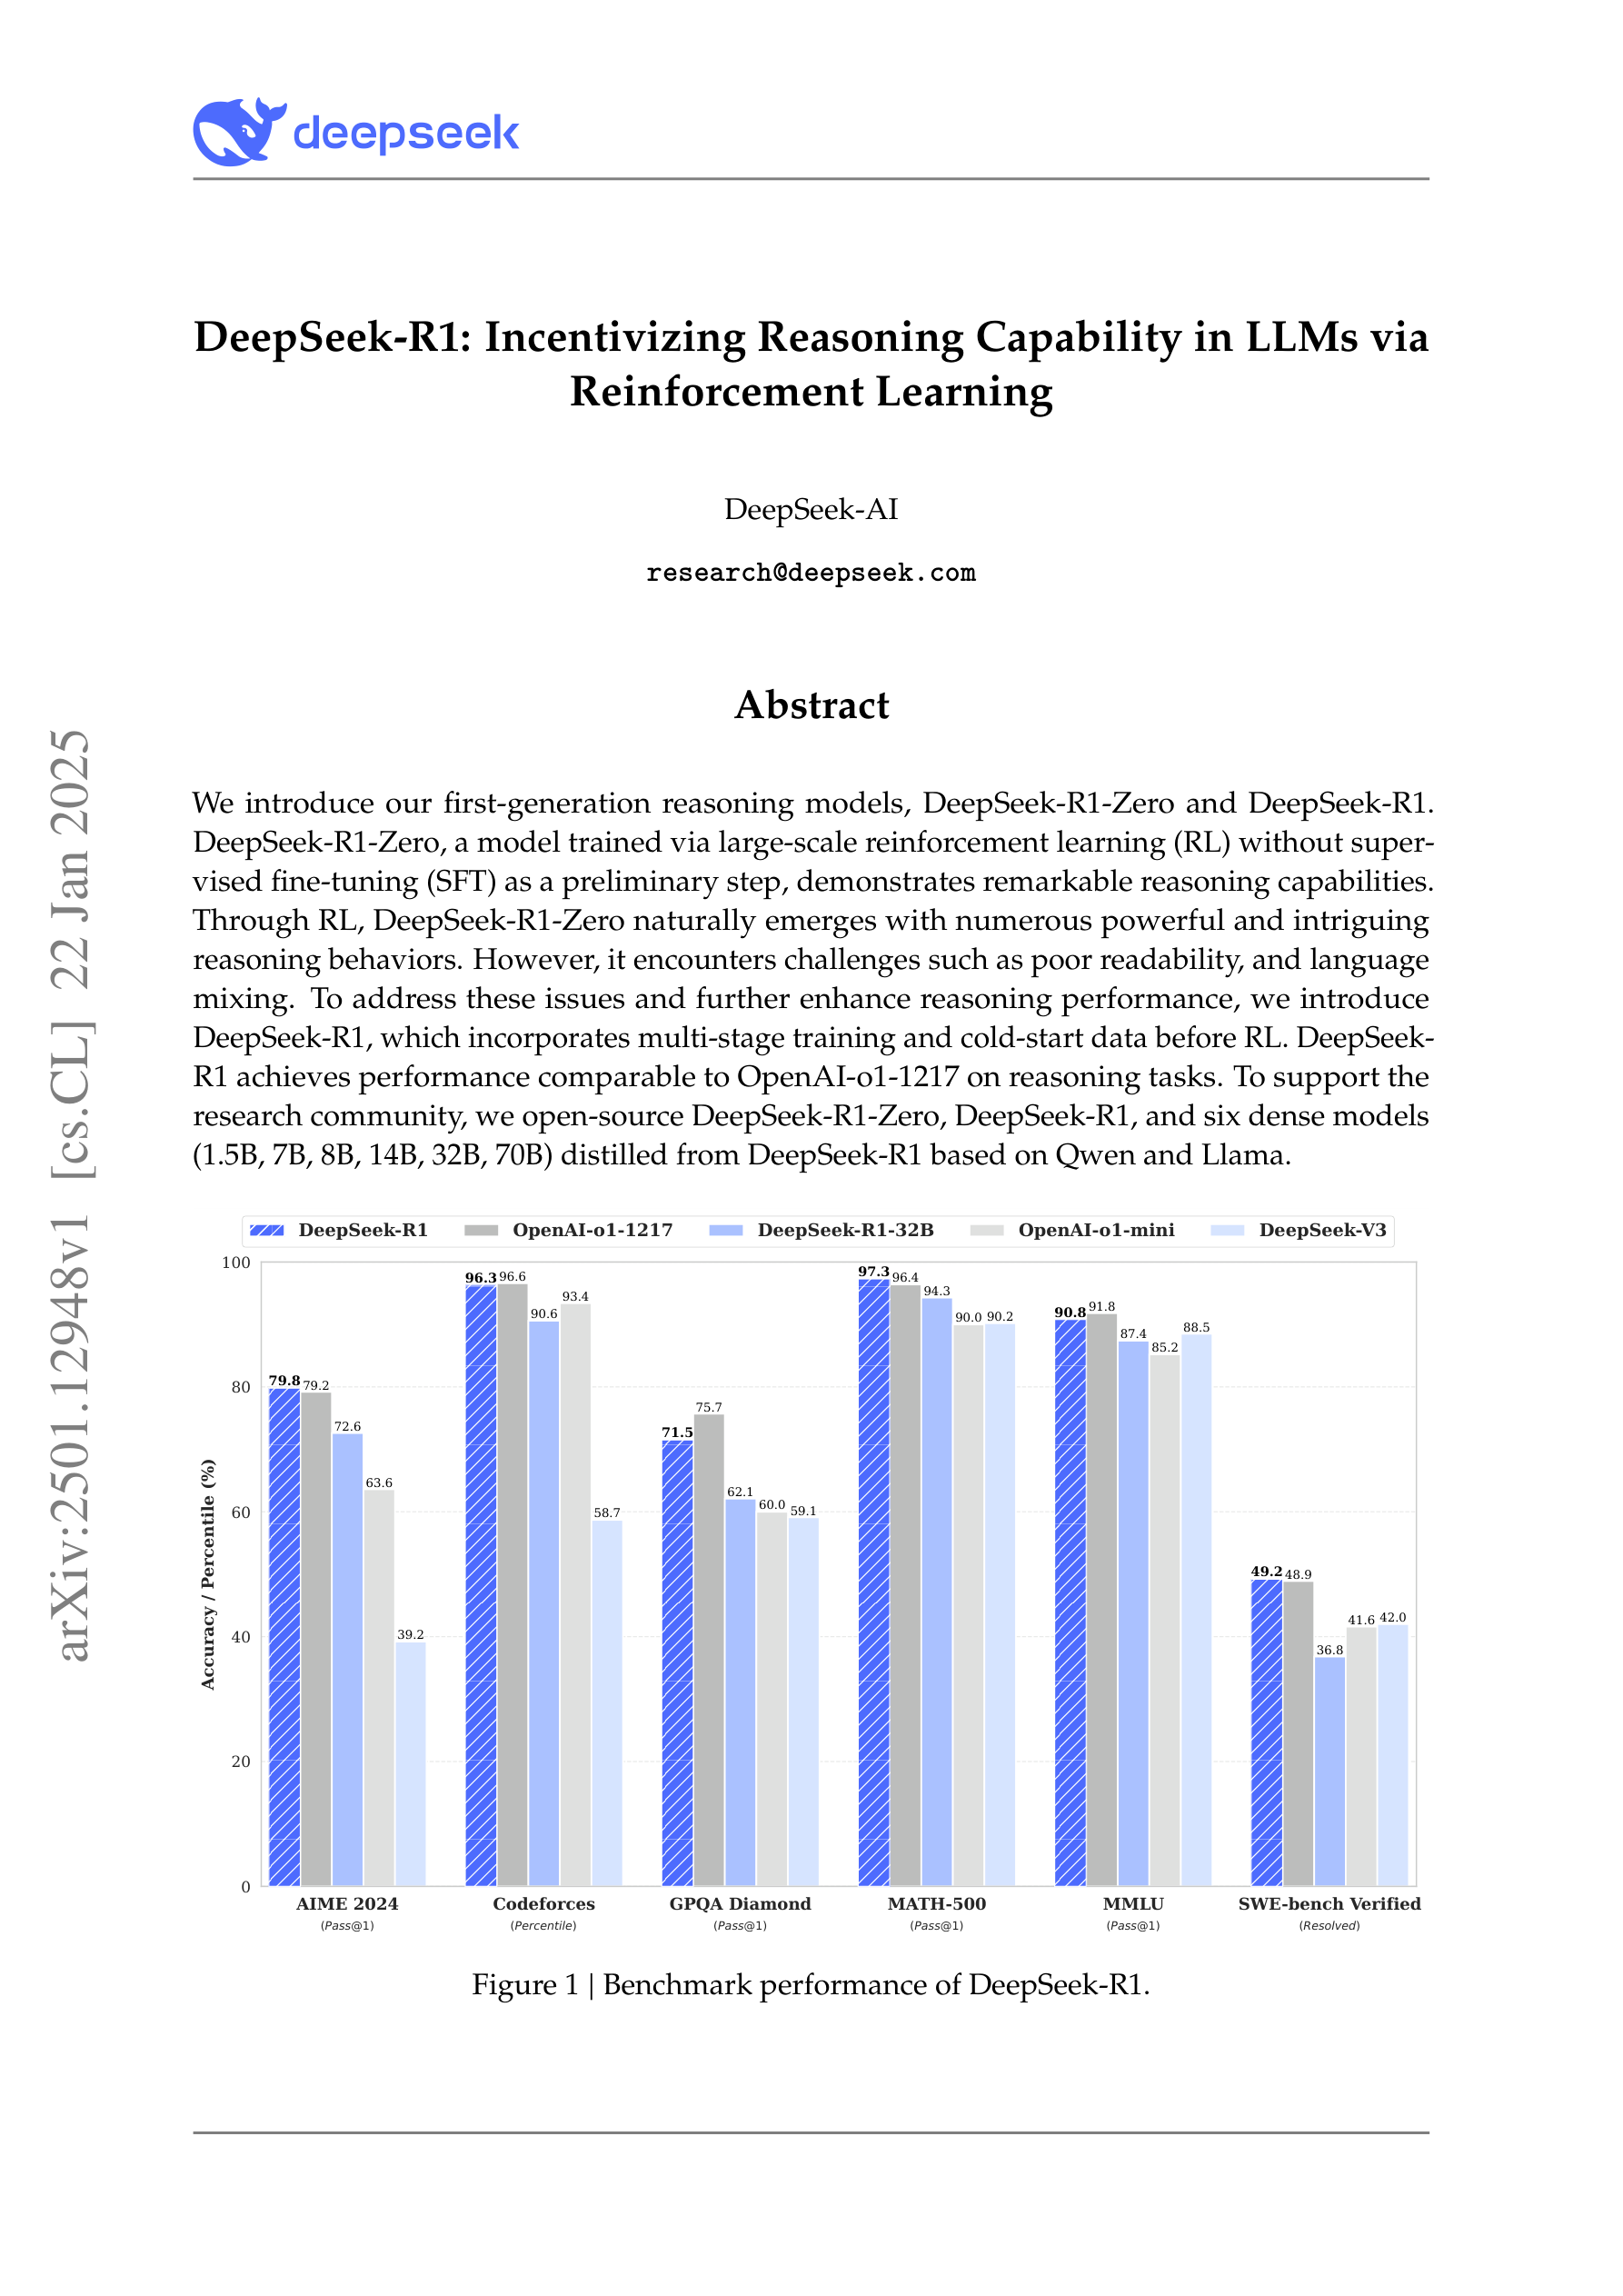 deepseek
DeepSeek-R1: Incentivizing Reasoning Capability in LLMs via
Reinforcement Learning
DeepSeek-AI
research@deepseek.com
Abstract
We introduce our first-generation reasoning models, DeepSeek-R1-Zero and DeepSeek-R1.
DeepSeek-R1-Zero, a model trained via large-scale reinforcement learning (RL) without super-
vised fine-tuning (SFT) as a preliminary step, demonstrates remarkable reasoning capabilities.
Through RL, DeepSeek-R1-Zero naturally emerges with numerous powerful and intriguing
reasoning behaviors. However, it encounters challenges such as poor readability, and language
mixing. To address these issues and further enhance reasoning performance, we introduce
DeepSeek-R1, which incorporates multi-stage training and cold-start data before RL. DeepSeek-
R1 achieves performance comparable to OpenAI-o1-1217 on reasoning tasks. To support the
research community, we open-source DeepSeek-R1-Zero, DeepSeek-R1, and six dense models
(1.5B, 7B, 8B, 14B, 32B, 70B) distilled from DeepSeek-R1 based on Qwen and Llama.
DeepSeek-R1 OpenAI-o1-1217 DeepSeek-R1-32B OpenAI-o1-mini DeepSeek-V3
Accuracy / Percentile (%)
100
80
60
40
20
0
79.8 79.2 72.6 63.6 39.2
96.3 96.6 90.6 93.4 58.7
71.5 75.7 62.1 60.0 59.1
97.3 96.4 94.3 90.0 90.2
90.8 91.8 87.4 85.2 88.5
49.2 48.9 36.8 41.6 42.0
AIME 2024 Codeforces GPQA Diamond MATH-500 MMLU SWE-bench Verified
(Pass@1) (Percentile) (Pass@1) (Pass@1) (Pass@1) (Resolved)
Figure 1 | Benchmark performance of DeepSeek-R1.
arXiv:2501.12948v1 [cs.CL] 22 Jan 2025